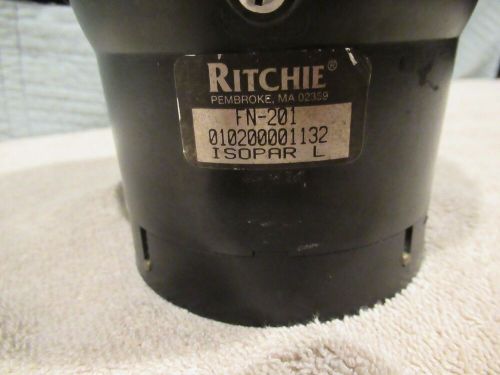 RITCHIE®
PEMBROKE, MA 02359
FN-201
010200001132
ISOPAR L